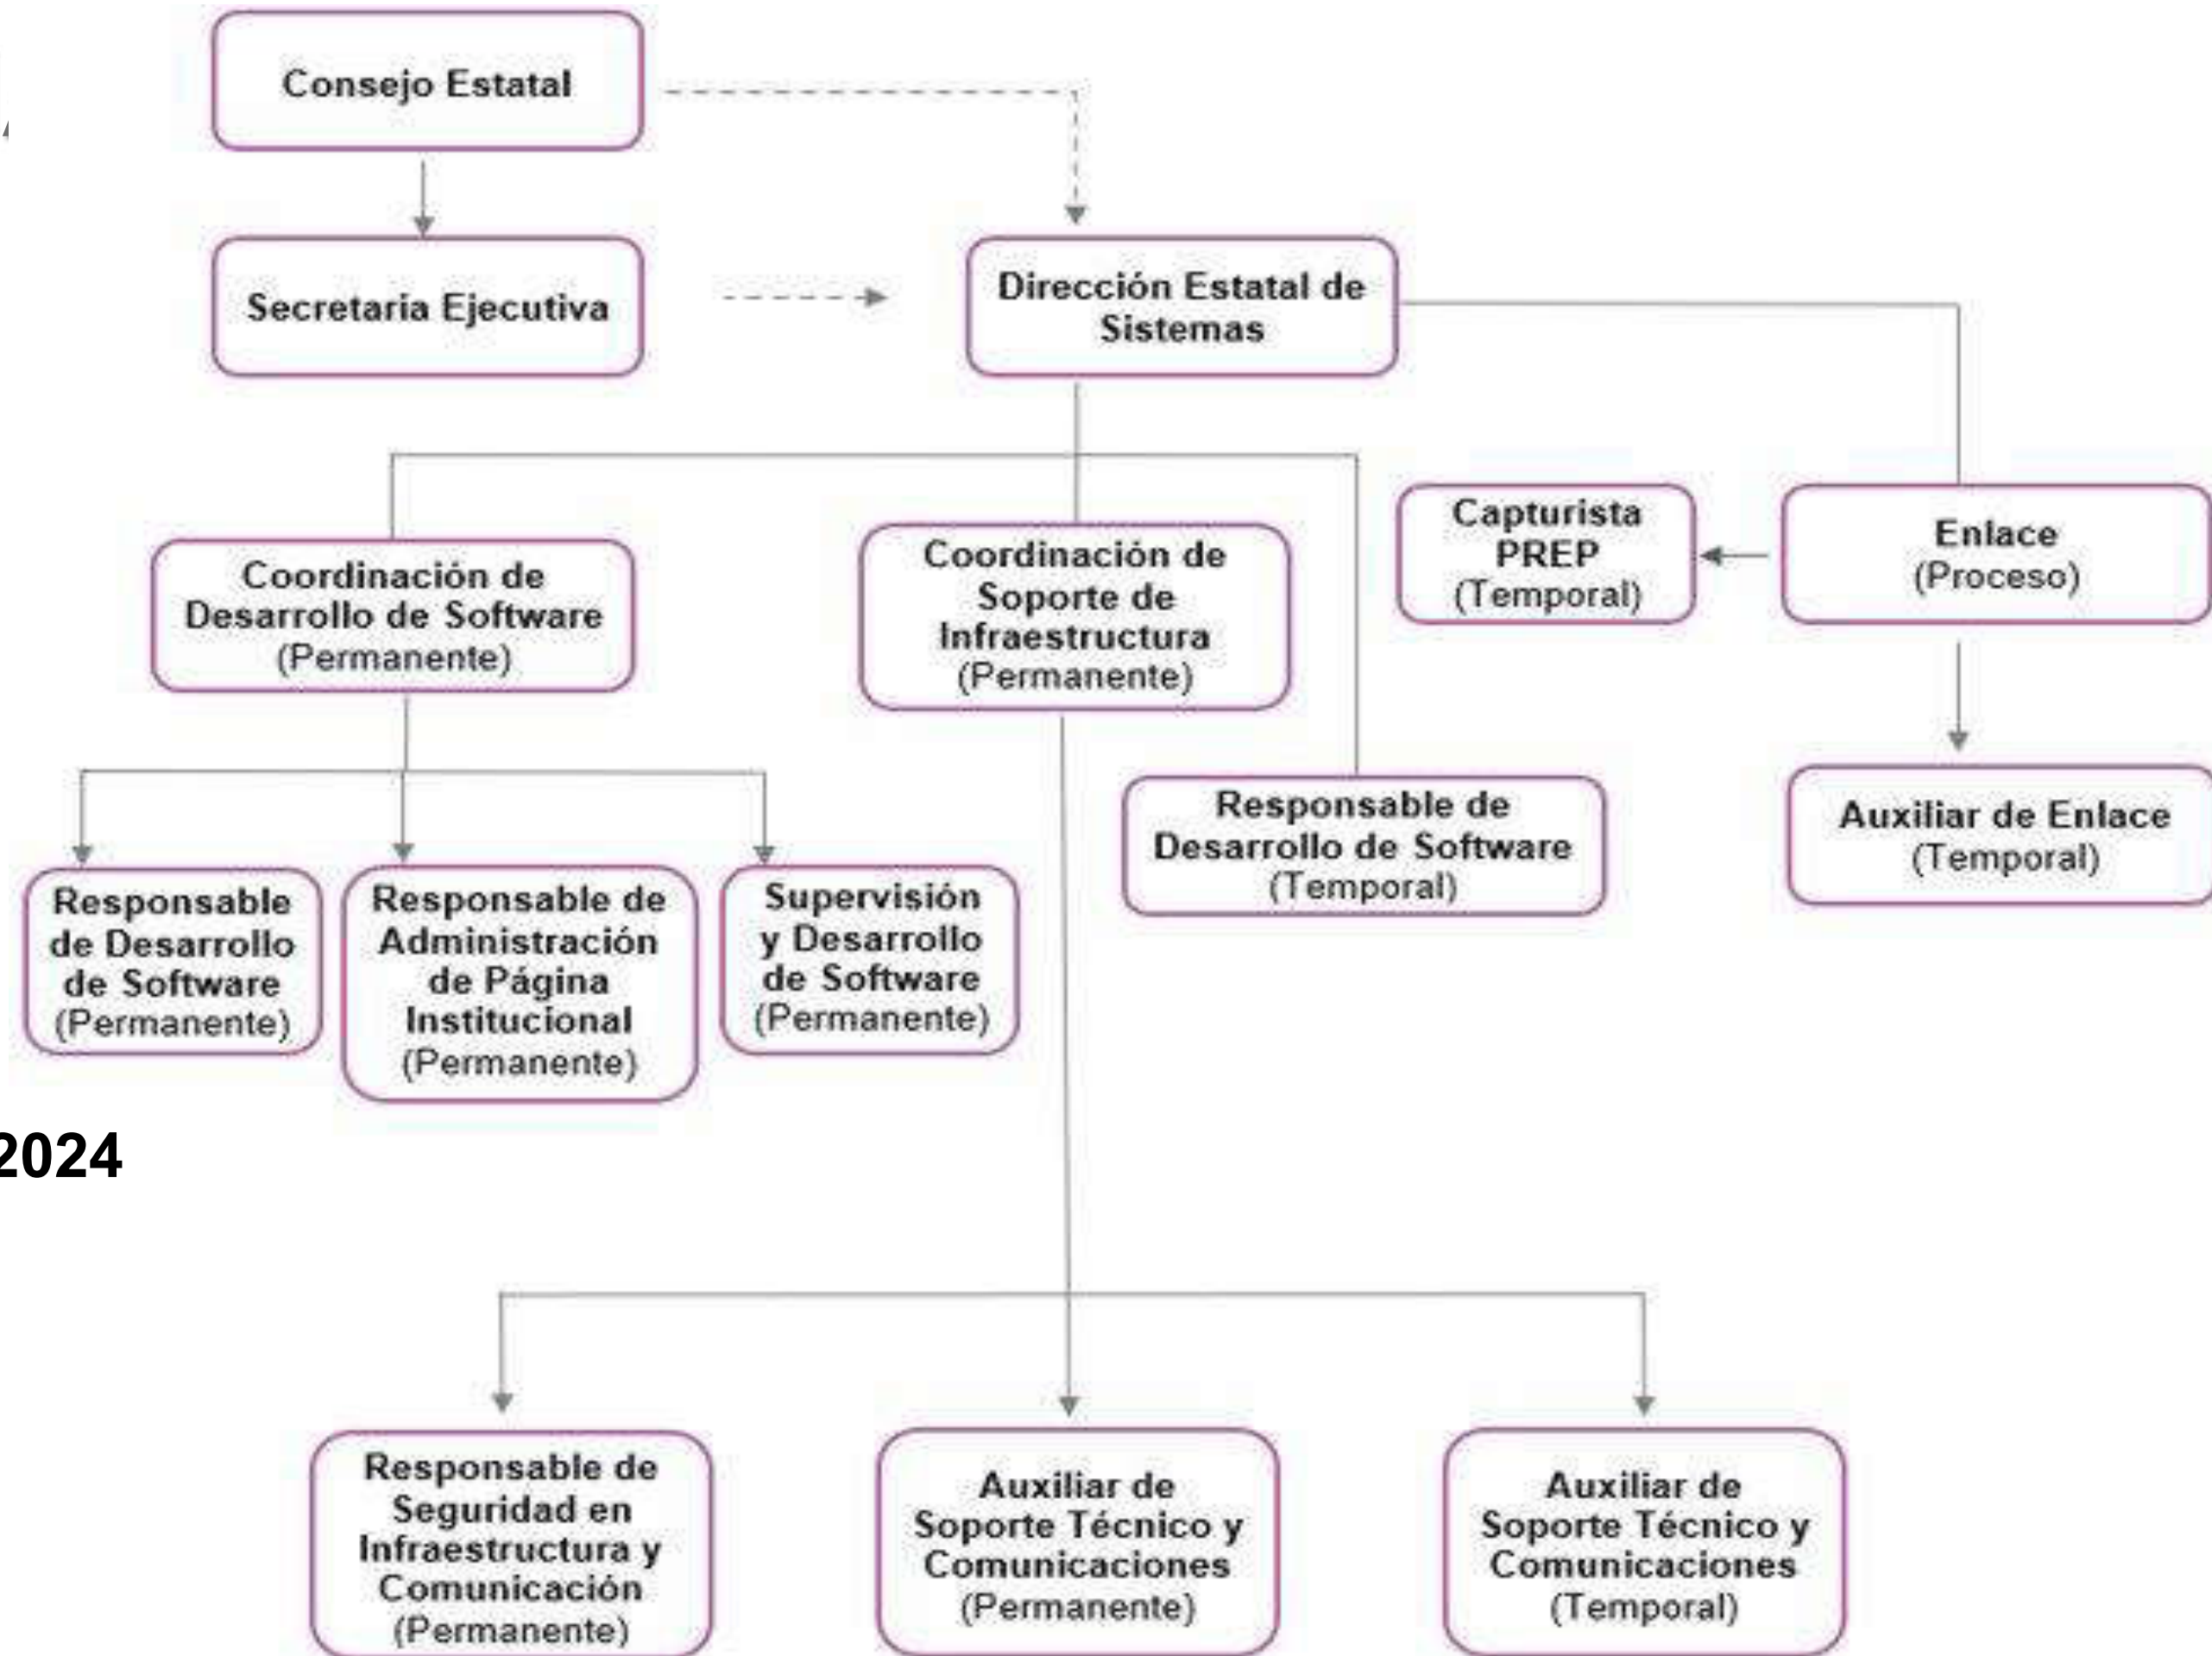 Consejo Estatal
Secretaria Ejecutiva
Dirección Estatal de
Sistemas
Capturista
PREP
(Temporal)
Enlace
(Proceso)
Coordinación de
Desarrollo de Software
(Permanente)
Coordinación de
Soporte de
Infraestructura
(Permanente)
Responsable de
Desarrollo de Software
(Temporal)
Auxiliar de Enlace
(Temporal)
Responsable
de Desarrollo
de Software
(Permanente)
Responsable de
Administración
de Página
Institucional
(Permanente)
Supervisión
y Desarrollo
de Software
(Permanente)
2024
Responsable de
Seguridad en
Infraestructura y
Comunicación
(Permanente)
Auxiliar de
Soporte Técnico y
Comunicaciones
(Permanente)
Auxiliar de
Soporte Técnico y
Comunicaciones
(Temporal)